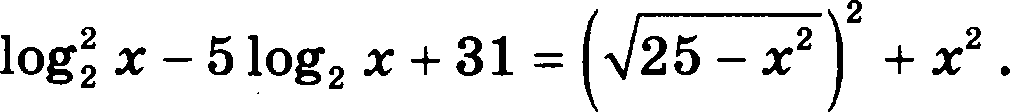 log₂² x − 5 log₂ x + 31 = (√(25 − x²))² + x² .